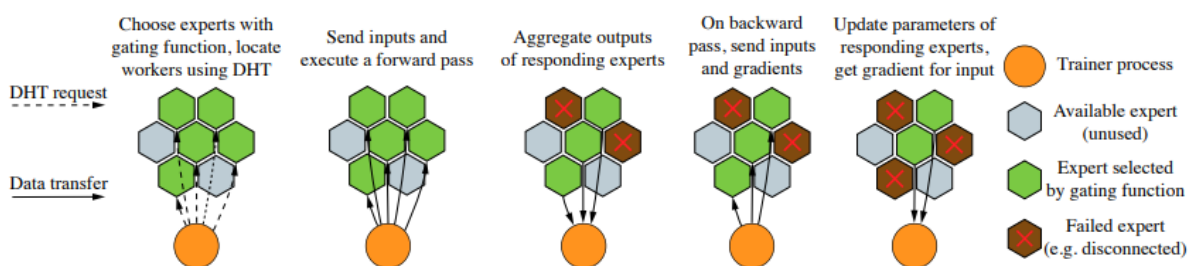 Choose experts with
gating function, locate
workers using DHT
Send inputs and
execute a forward pass
Aggregate outputs
of responding experts
On backward
pass, send inputs
and gradients
Update parameters of
responding experts,
get gradient for input
DHT request
Data transfer
Trainer process
Available expert
(unused)
Expert selected
by gating function
Failed expert
(e.g. disconnected)